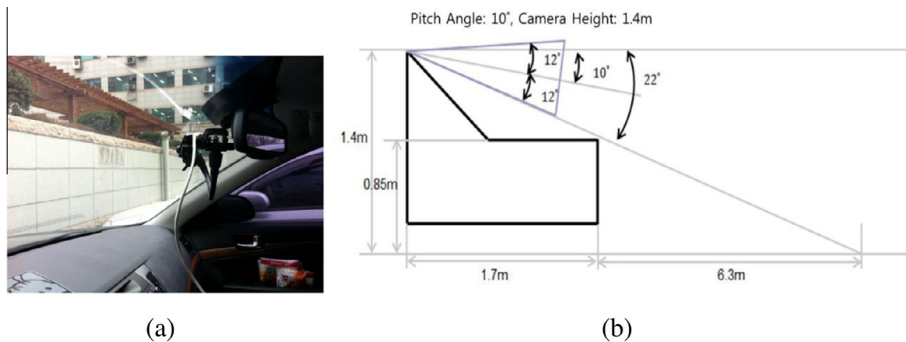 Pitch Angle: 10˚, Camera Height: 1.4m
12˚
10˚
22˚
12˚
1.4m
0.85m
1.7m
6.3m
(a)
(b)